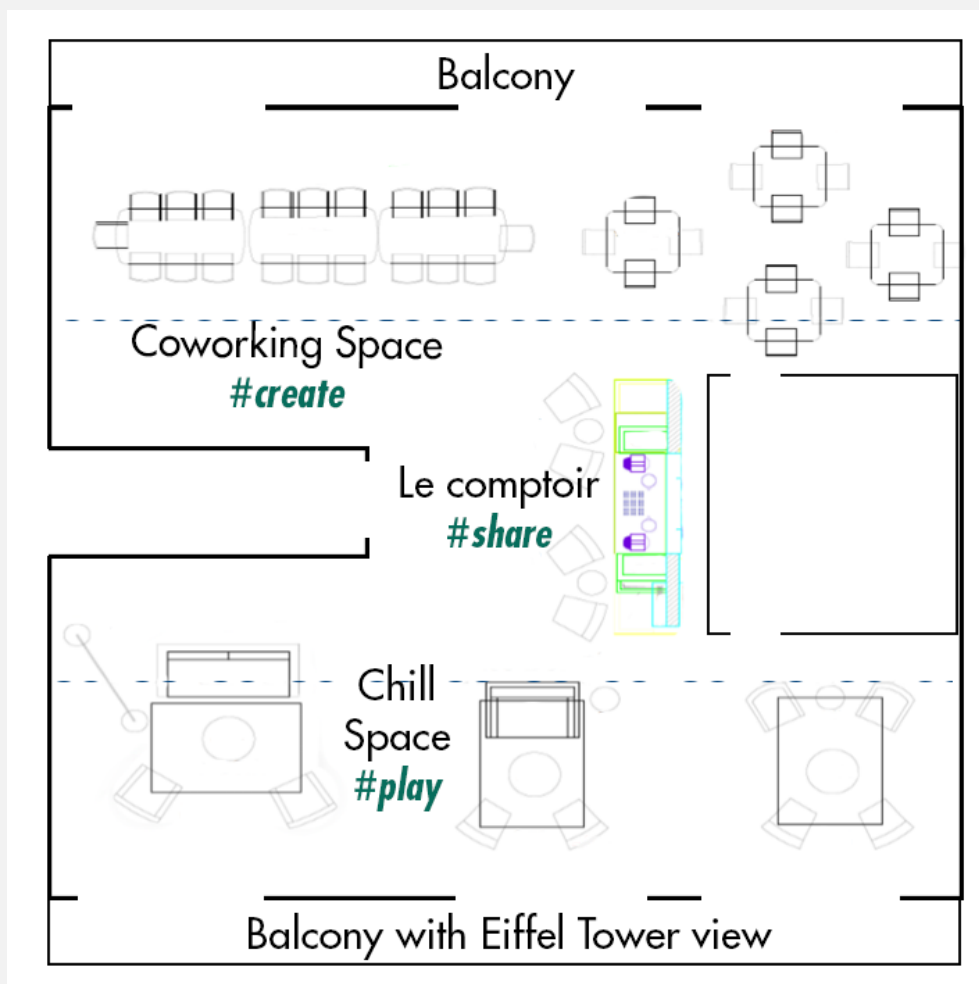 Balcony
Coworking Space
#create
Le comptoir
#share
Chill
Space
#play
Balcony with Eiffel Tower view